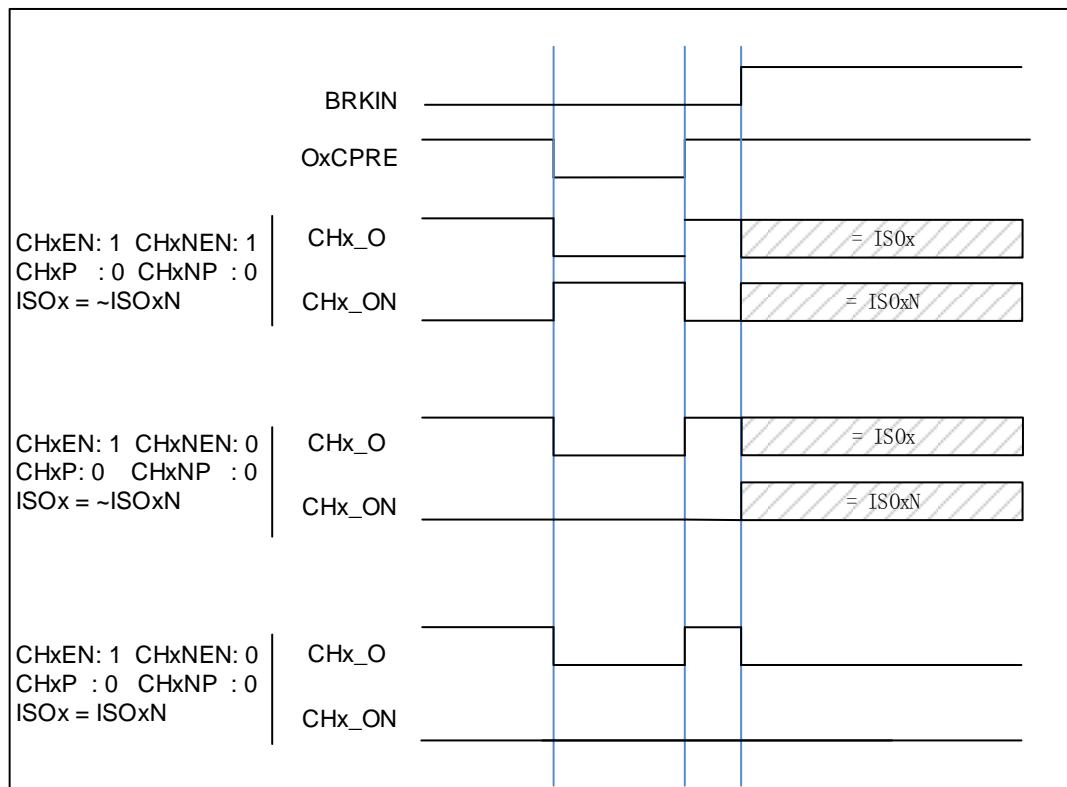 BRKIN
OxCPRE
CHxEN: 1 CHxNEN: 1
CHxP : 0 CHxNP : 0
ISOx = ~ISOxN
CHx_O
= ISOx
CHx_ON
= ISOxN
CHxEN: 1 CHxNEN: 0
CHxP: 0 CHxNP : 0
ISOx = ~ISOxN
CHx_O
= ISOx
CHx_ON
= ISOxN
CHxEN: 1 CHxNEN: 0
CHxP : 0 CHxNP : 0
ISOx = ISOxN
CHx_O
CHx_ON